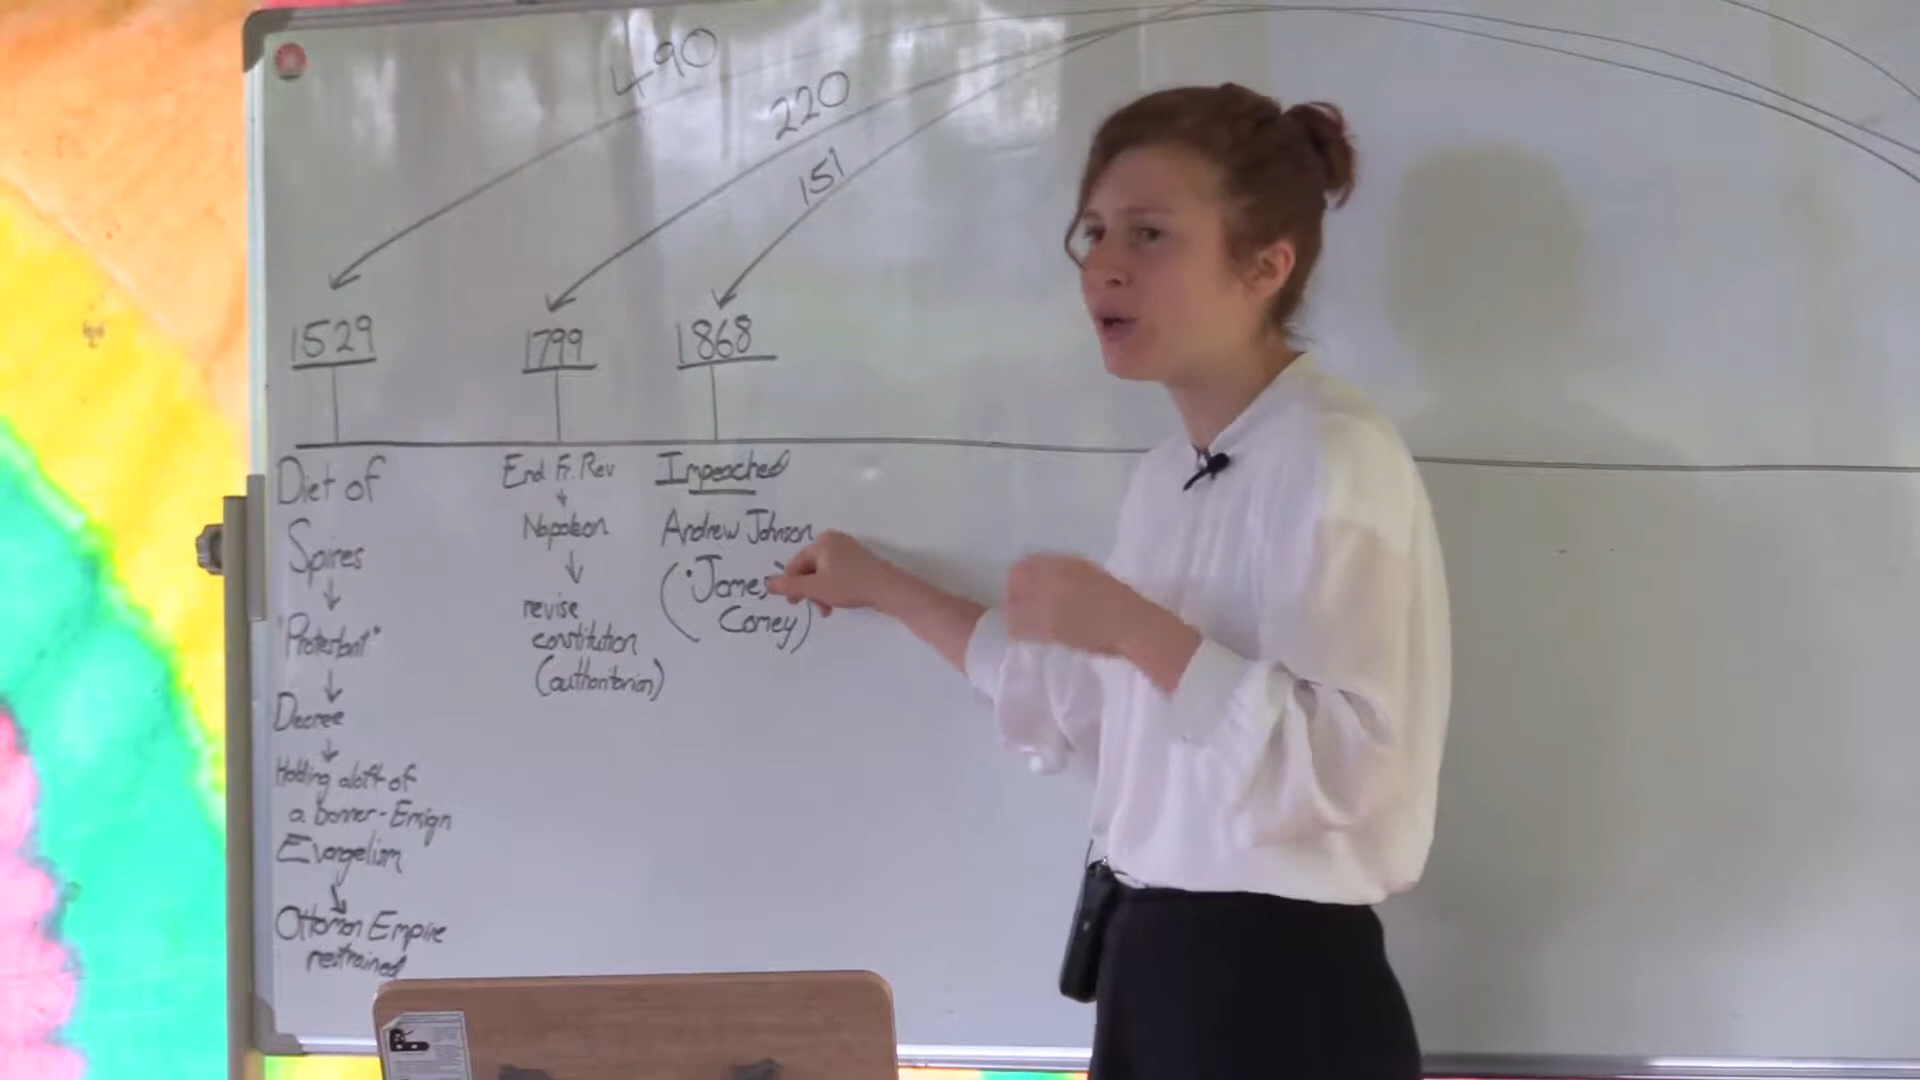 490
220
151
1529
1799
1868
Diet of
Spires
"Protestant"
Decree
Holding aloft of
a banner - Ensign
Evangelism
Ottoman Empire
restrained
End Fr. Rev
Napoleon
revise
constitution
(authoritarian)
Impeached
Andrew Johnson
("James
Comey)